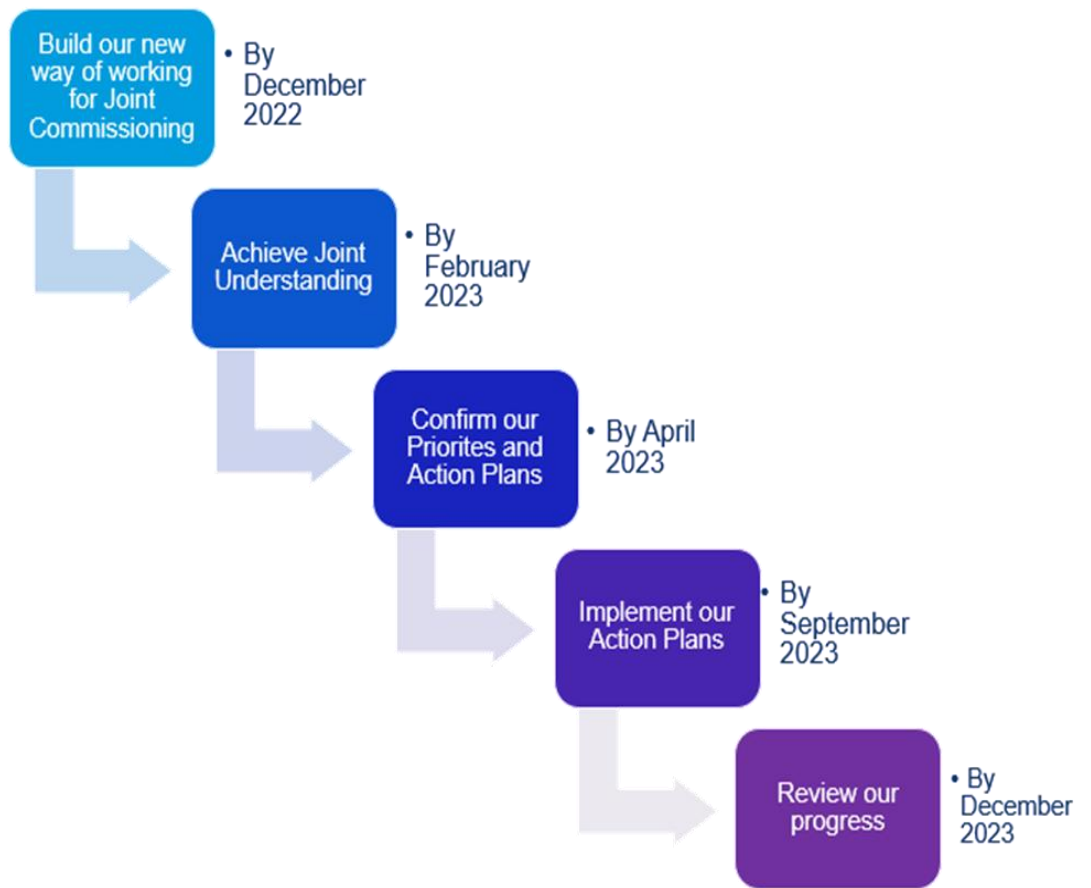 Build our new
way of working
for Joint
Commissioning
• By
December
2022
Achieve Joint
Understanding
• By
February
2023
Confirm our
Priorites and
Action Plans
• By April
2023
Implement our
Action Plans
• By
September
2023
Review our
progress
• By
December
2023